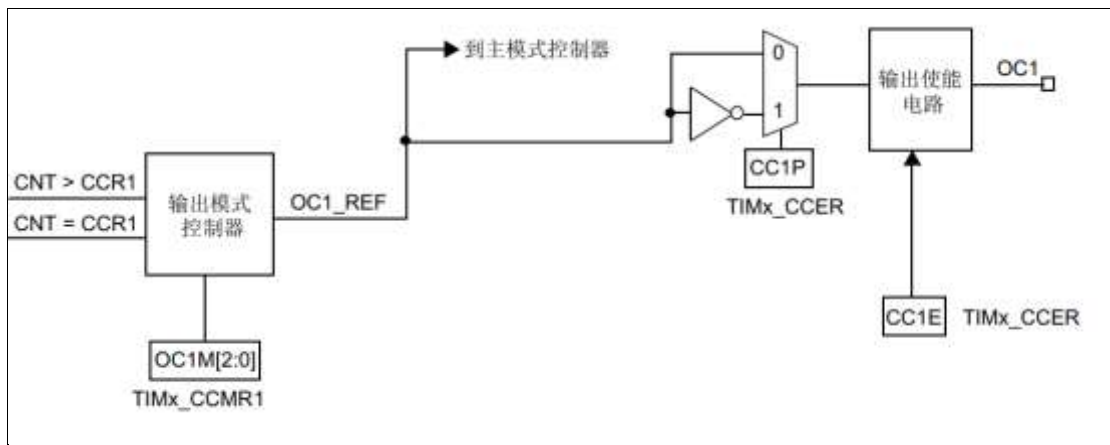 到主模式控制器
0
输出使能
电路
OC1
1
CC1P
TIMx_CCER
CNT > CCR1
输出模式
控制器
OC1_REF
CNT = CCR1
CC1E
TIMx_CCER
OC1M[2:0]
TIMx_CCMR1